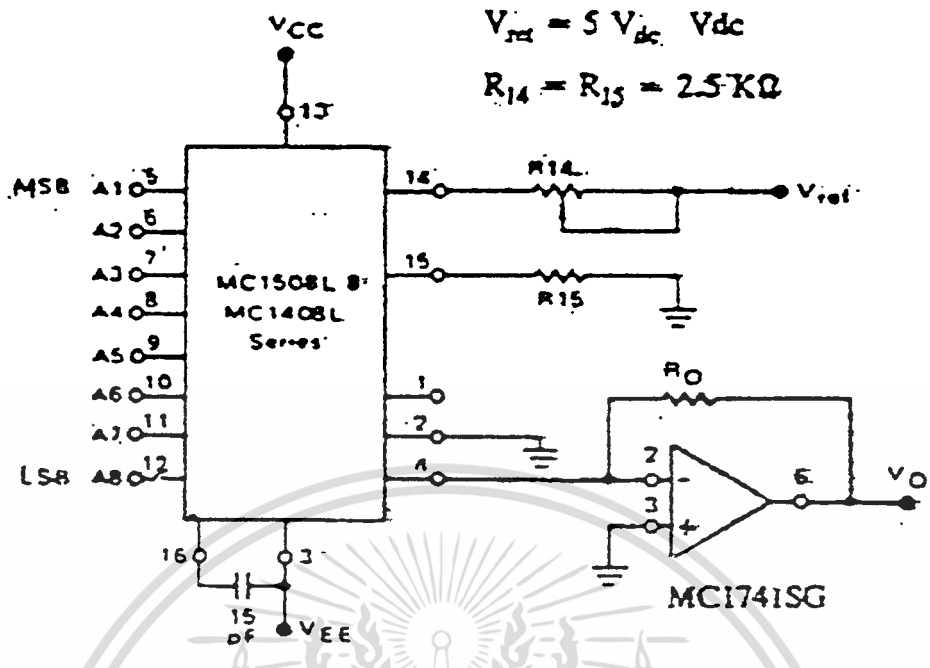 V_ref = 5 V_dc Vdc
R14 = R15 = 2.5 KΩ
VCC
13
MSB A1 5
A2 6
A3 7
A4 8
A5 9
A6 10
A7 11
LSB A8 12
MC1508L 8
MC1408L
Series
14
R14
Vref
15
R15
1
2
4
RO
2
-
3
+
6
VO
MC1741SG
16
3
15
pF
VEE